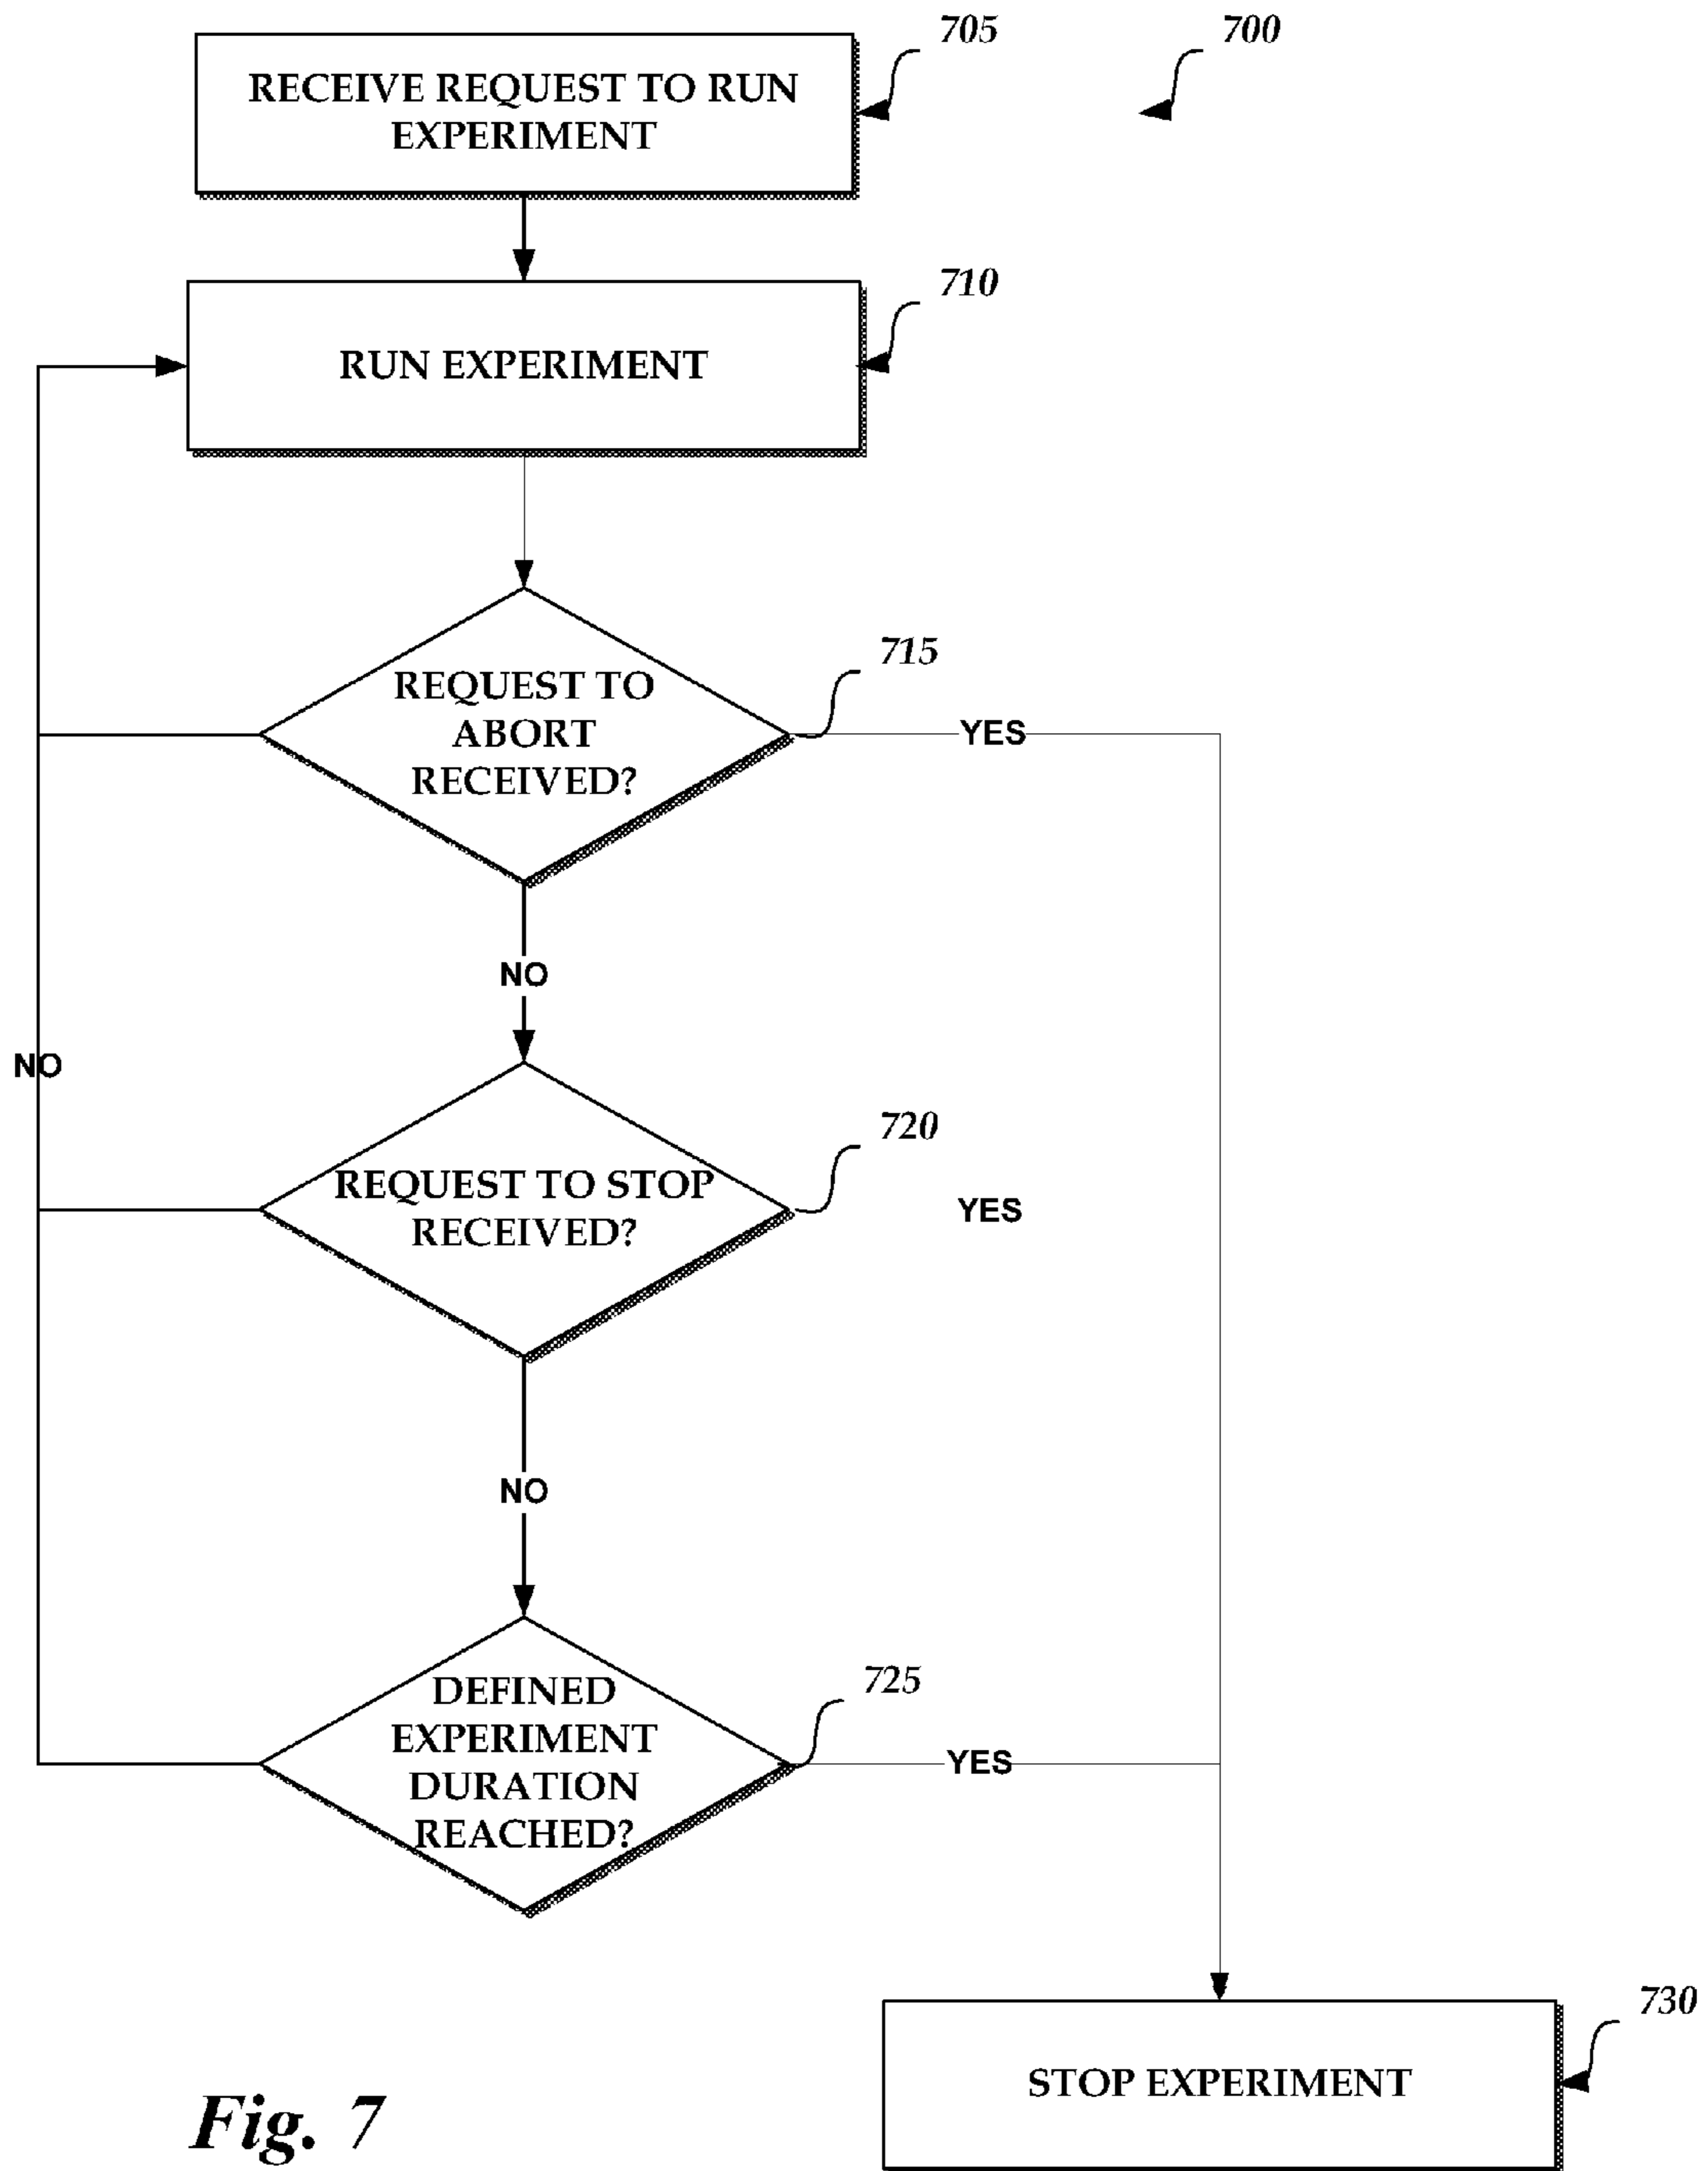 705
700
RECEIVE REQUEST TO RUN
EXPERIMENT
710
RUN EXPERIMENT
715
REQUEST TO
ABORT
RECEIVED?
YES
NO
NO
720
REQUEST TO STOP
RECEIVED?
YES
NO
725
DEFINED
EXPERIMENT
DURATION
REACHED?
YES
730
STOP EXPERIMENT
Fig. 7